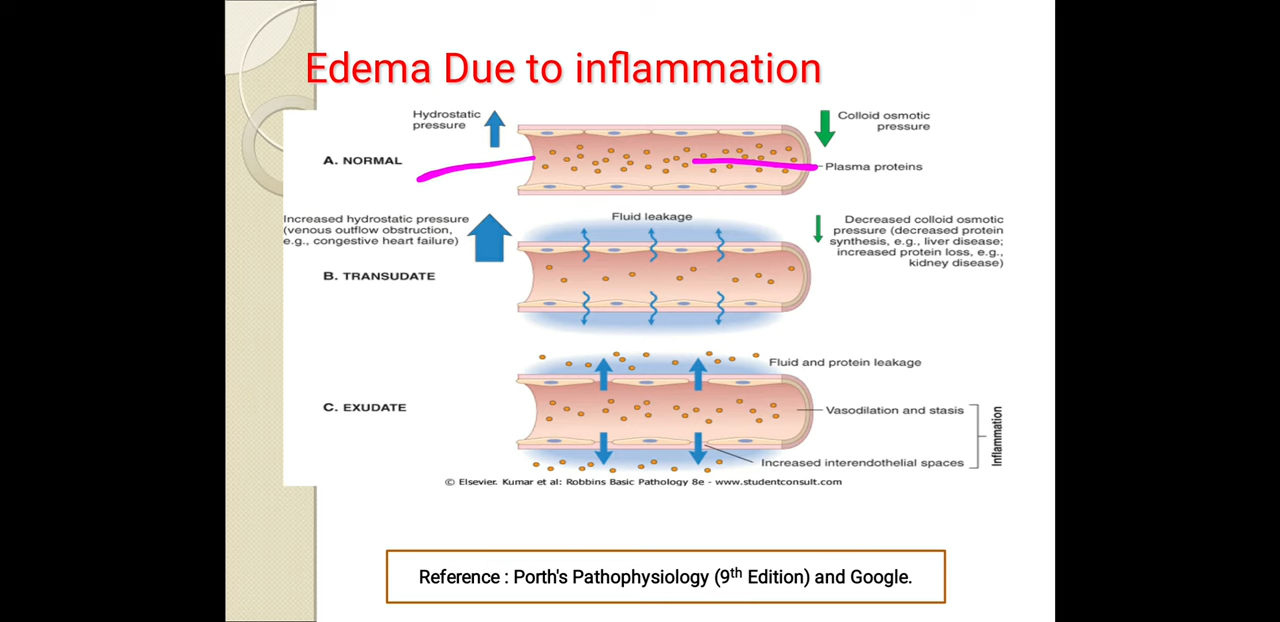 Edema Due to inflammation
Hydrostatic
pressure
Colloid osmotic
pressure
A. NORMAL
Plasma proteins
Increased hydrostatic pressure
(venous outflow obstruction,
e.g., congestive heart failure)
Fluid leakage
Decreased colloid osmotic
pressure (decreased protein
synthesis, e.g., liver disease;
increased protein loss, e.g.,
kidney disease)
B. TRANSUDATE
Fluid and protein leakage
C. EXUDATE
Vasodilation and stasis
Inflammation
Increased interendothelial spaces
© Elsevier. Kumar et al: Robbins Basic Pathology 8e - www.studentconsult.com
Reference : Porth's Pathophysiology (9th Edition) and Google.